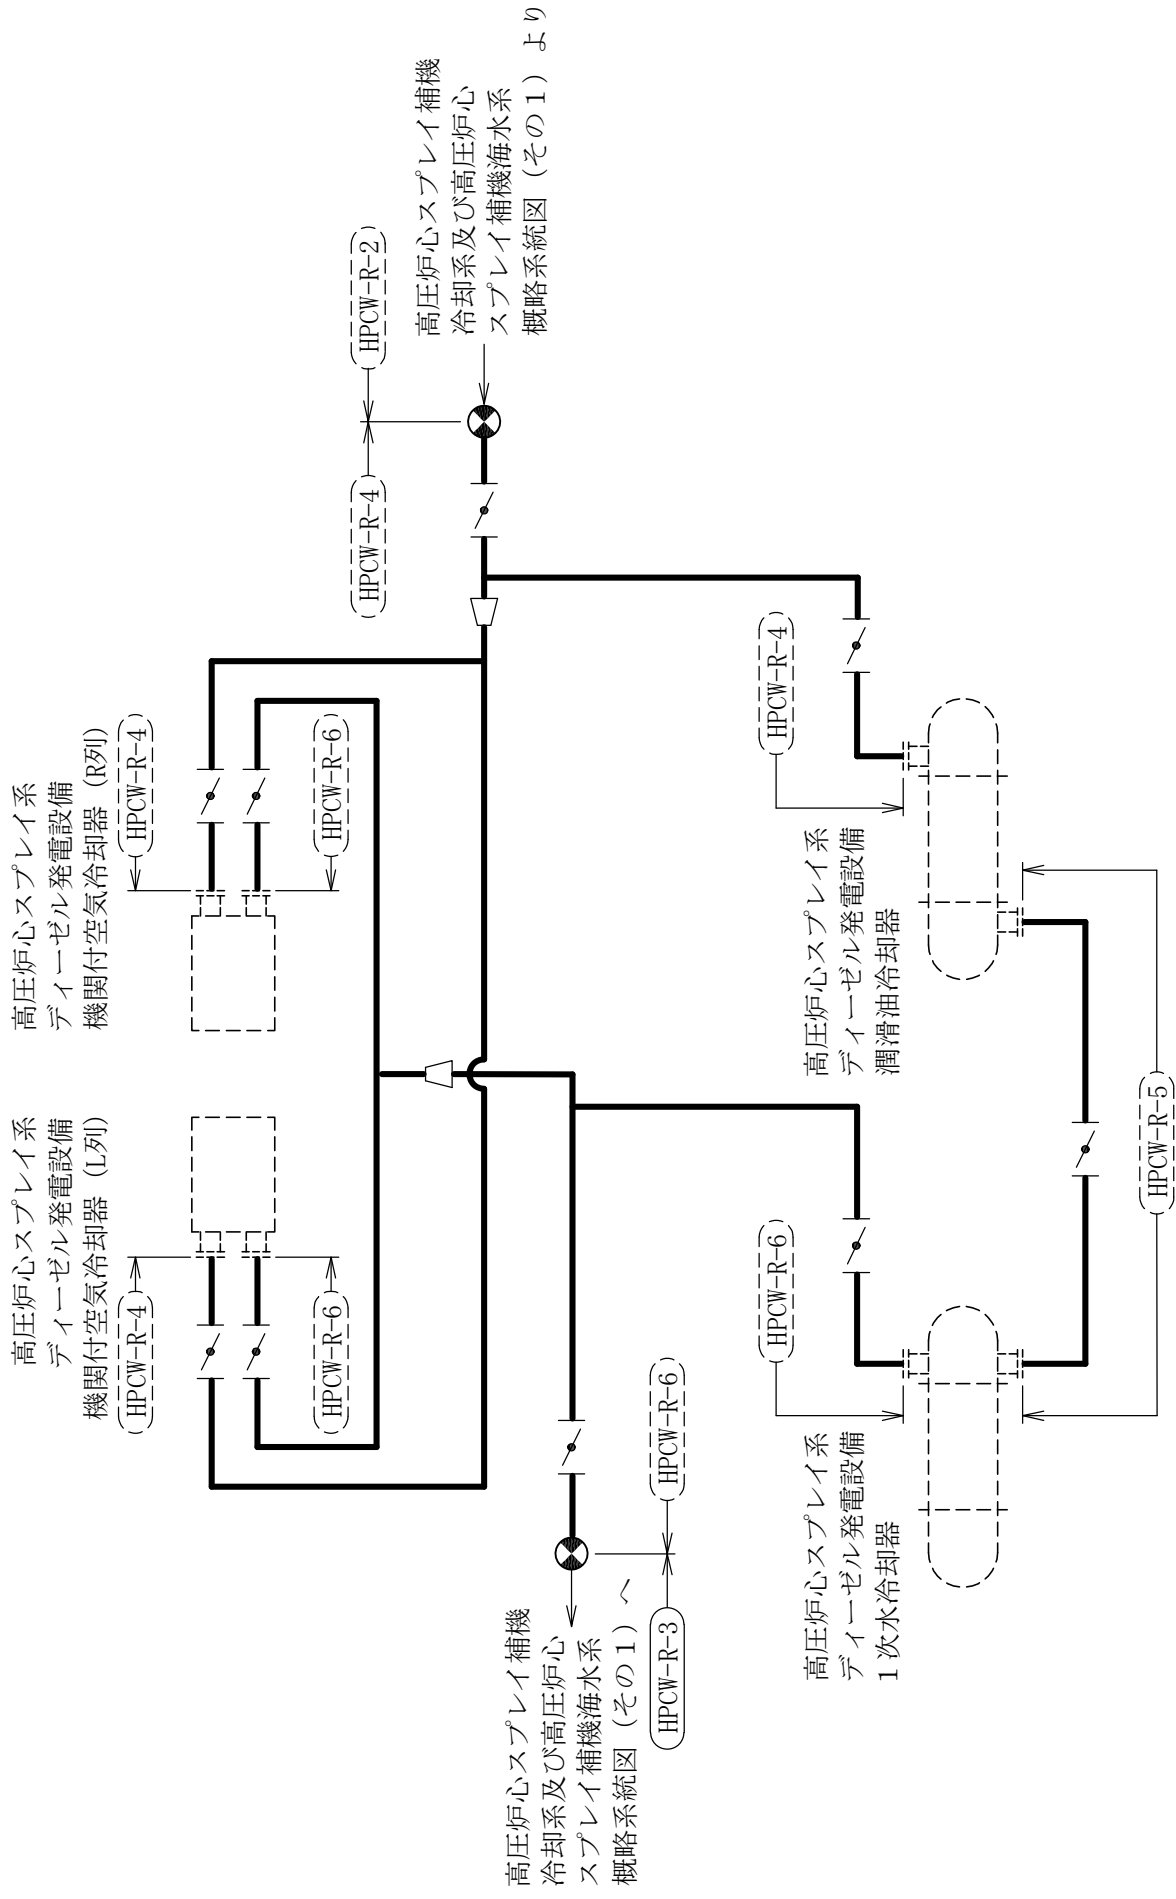 高圧炉心スプレイ系
ディーゼル発電設備
機関付空気冷却器（L列）
HPCW-R-4
HPCW-R-6
高圧炉心スプレイ系
ディーゼル発電設備
機関付空気冷却器（R列）
HPCW-R-4
HPCW-R-6
HPCW-R-4
HPCW-R-2
高圧炉心スプレイ補機
冷却系及び高圧炉心
スプレイ補機海水系
概略系統図（その１）より
高圧炉心スプレイ補機
冷却系及び高圧炉心
スプレイ補機海水系
概略系統図（その１）へ
HPCW-R-3
HPCW-R-6
高圧炉心スプレイ系
ディーゼル発電設備
１次水冷却器
HPCW-R-6
高圧炉心スプレイ系
ディーゼル発電設備
潤滑油冷却器
HPCW-R-4
HPCW-R-5